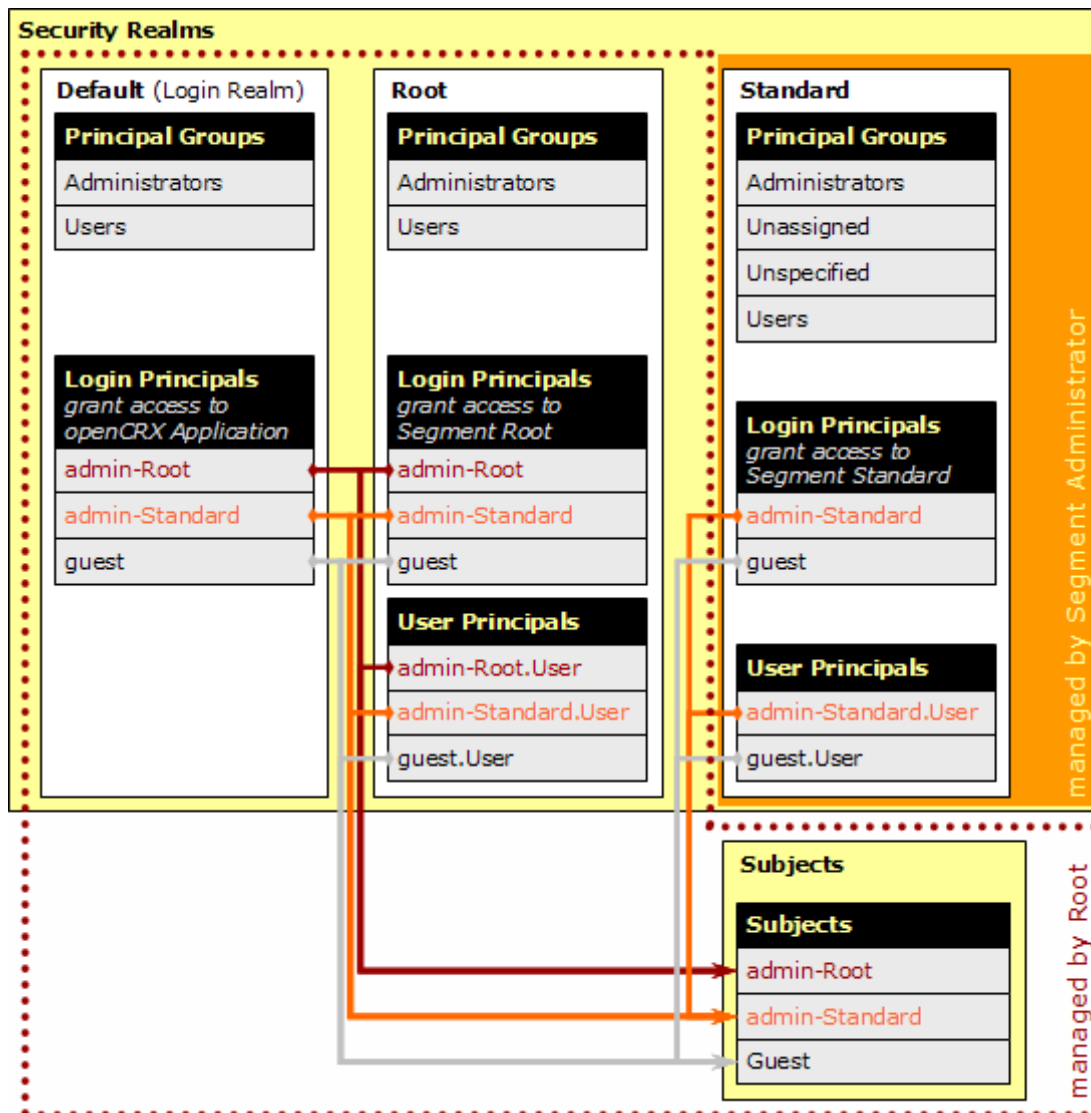 Security Realms
Default (Login Realm)
Principal Groups
Administrators
Users
Login Principals
grant access to
openCRX Application
admin-Root
admin-Standard
guest
Root
Principal Groups
Administrators
Users
Login Principals
grant access to
Segment Root
admin-Root
admin-Standard
guest
User Principals
admin-Root.User
admin-Standard.User
guest.User
Standard
Principal Groups
Administrators
Unassigned
Unspecified
Users
Login Principals
grant access to
Segment Standard
admin-Standard
guest
User Principals
admin-Standard.User
guest.User
managed by Segment Administrator
Subjects
Subjects
admin-Root
admin-Standard
Guest
managed by Root